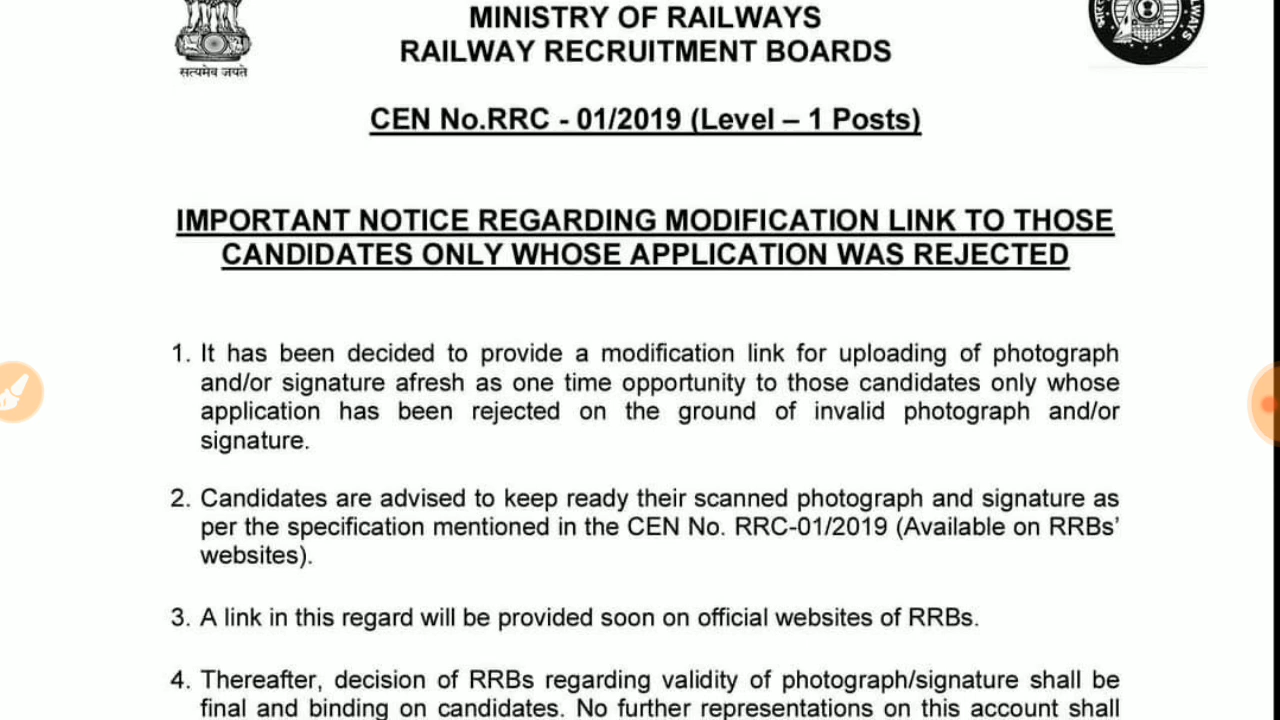 MINISTRY OF RAILWAYS
RAILWAY RECRUITMENT BOARDS
सत्यमेव जयते
CEN No.RRC - 01/2019 (Level – 1 Posts)
IMPORTANT NOTICE REGARDING MODIFICATION LINK TO THOSE
CANDIDATES ONLY WHOSE APPLICATION WAS REJECTED
1. It has been decided to provide a modification link for uploading of photograph
and/or signature afresh as one time opportunity to those candidates only whose
application has been rejected on the ground of invalid photograph and/or
signature.
2. Candidates are advised to keep ready their scanned photograph and signature as
per the specification mentioned in the CEN No. RRC-01/2019 (Available on RRBs’
websites).
3. A link in this regard will be provided soon on official websites of RRBs.
4. Thereafter, decision of RRBs regarding validity of photograph/signature shall be
final and binding on candidates. No further representations on this account shall